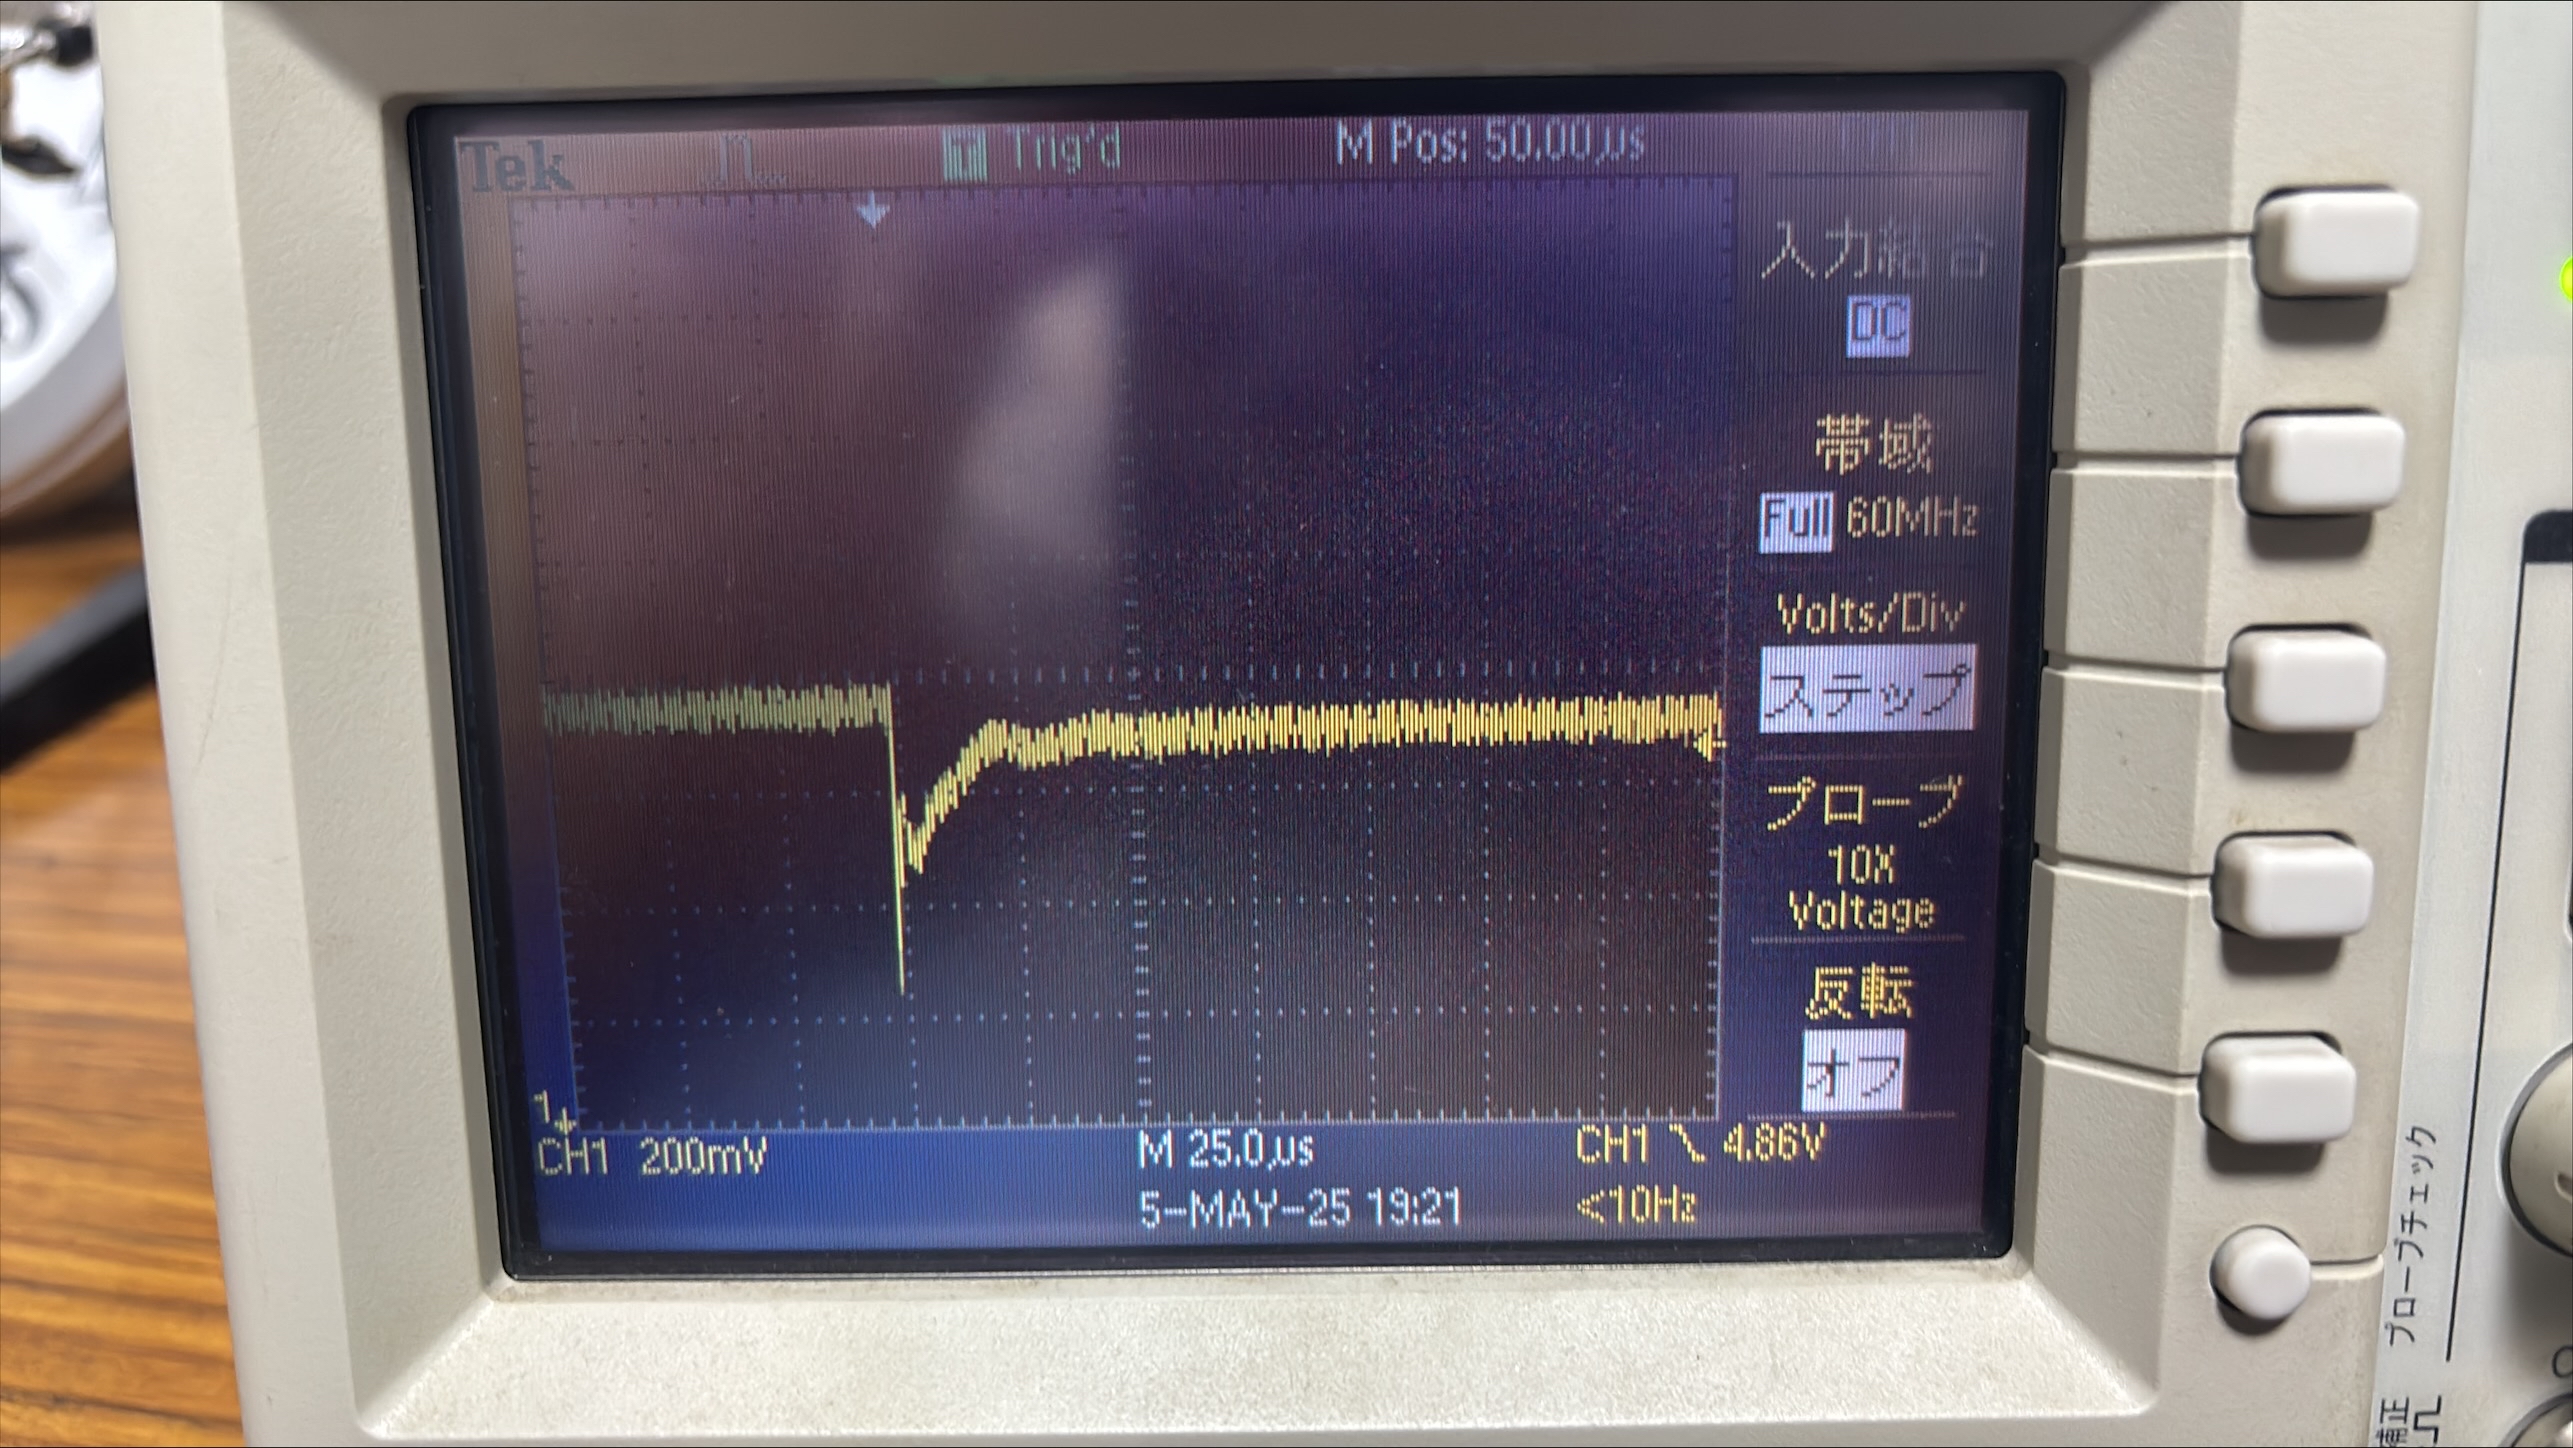 Tek Trig'd M Pos: 50.00µs
入力結合
DC
帯域
Full 60MHz
Volts/Div
ステップ
プローブ
10X
Voltage
反転
オフ
1
CH1 200mV M 25.0µs CH1 4.86V
5-MAY-25 19:21 <10Hz
プローブチェック
補正